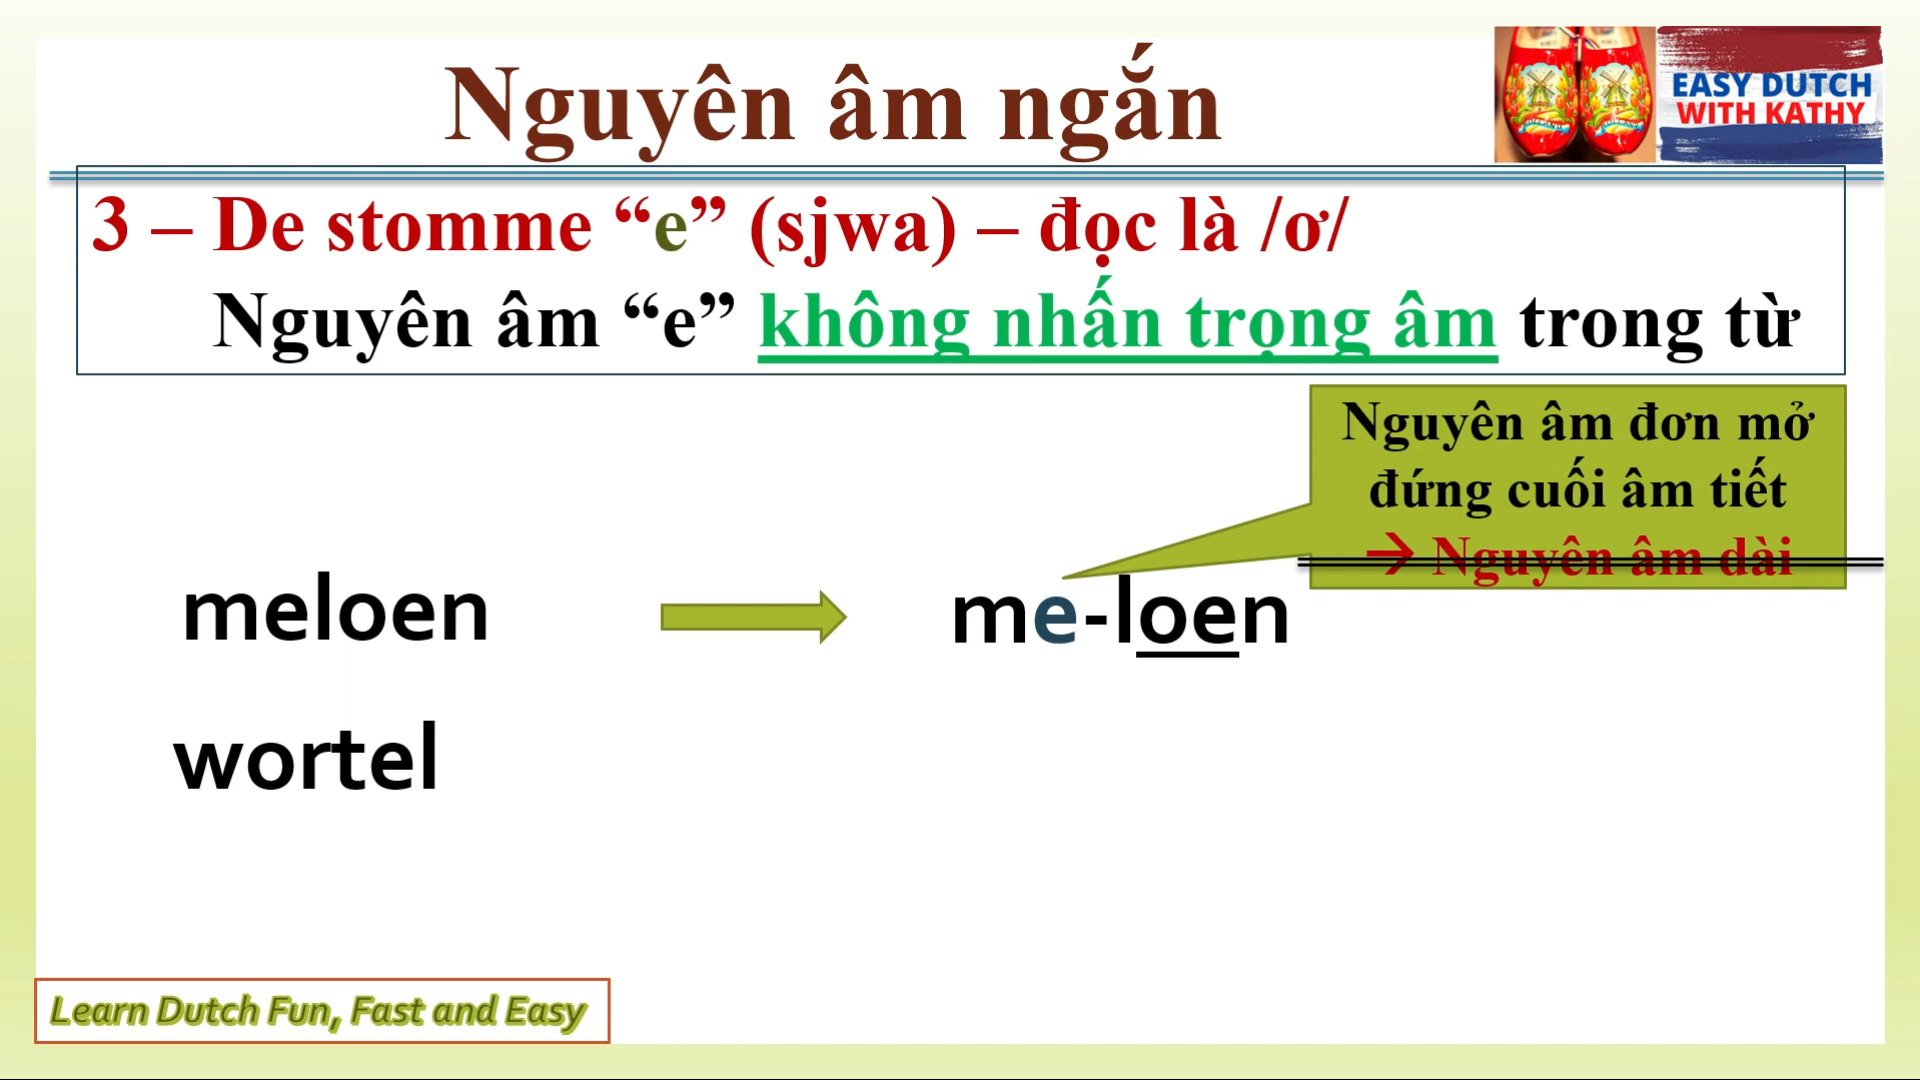 Nguyên âm ngắn
EASY DUTCH
WITH KATHY
3 – De stomme “e” (sjwa) – đọc là /ơ/
Nguyên âm “e” không nhấn trọng âm trong từ
Nguyên âm đơn mở
đứng cuối âm tiết
→ Nguyên âm dài
meloen
me-loen
wortel
Learn Dutch Fun, Fast and Easy